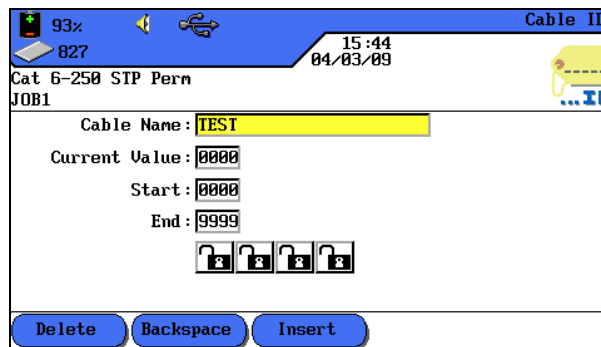 93% Cable II
827
15:44
04/03/09
Cat 6-250 STP Perm
JOB1
...II
Cable Name: TEST
Current Value: 0000
Start: 0000
End: 9999
Delete Backspace Insert